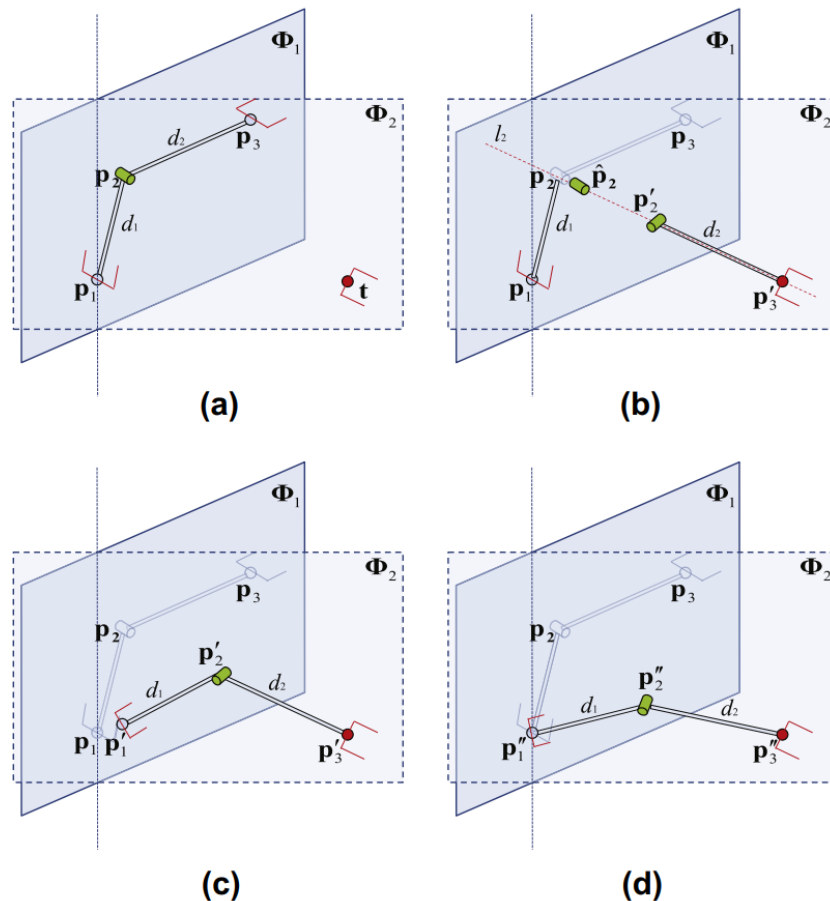 Φ₁
Φ₂
d₂
p₃
p₂
d₁
p₁
t
(a)
Φ₁
Φ₂
l₂
p₃
p₂
p̂₂
p′₂
d₁
d₂
p₁
p′₃
(b)
Φ₁
Φ₂
p₃
p₂
p′₂
d₁
d₂
p₁
p′₁
p′₃
(c)
Φ₁
Φ₂
p₃
p₂
p″₂
d₁
d₂
p″₁
p″₃
(d)